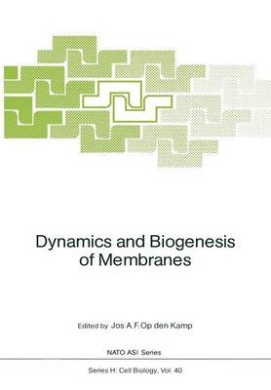 Dynamics and Biogenesis
of Membranes
Edited by Jos A.F. Op den Kamp
NATO ASI Series
Series H: Cell Biology, Vol. 40